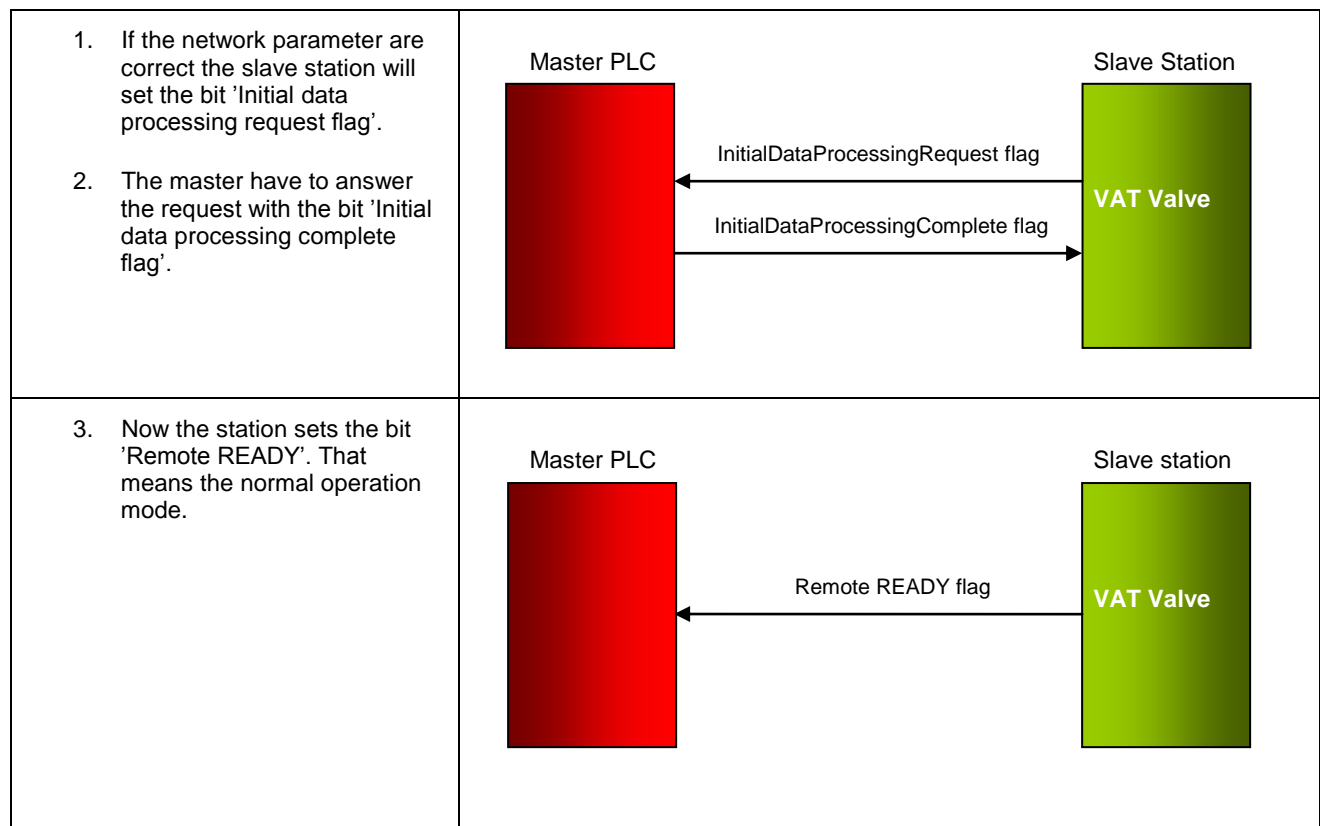 1. If the network parameter are
correct the slave station will
set the bit 'Initial data
processing request flag'.
2. The master have to answer
the request with the bit 'Initial
data processing complete
flag'.
Master PLC
Slave Station
InitialDataProcessingRequest flag
VAT Valve
InitialDataProcessingComplete flag
3. Now the station sets the bit
'Remote READY'. That
means the normal operation
mode.
Master PLC
Slave station
Remote READY flag
VAT Valve